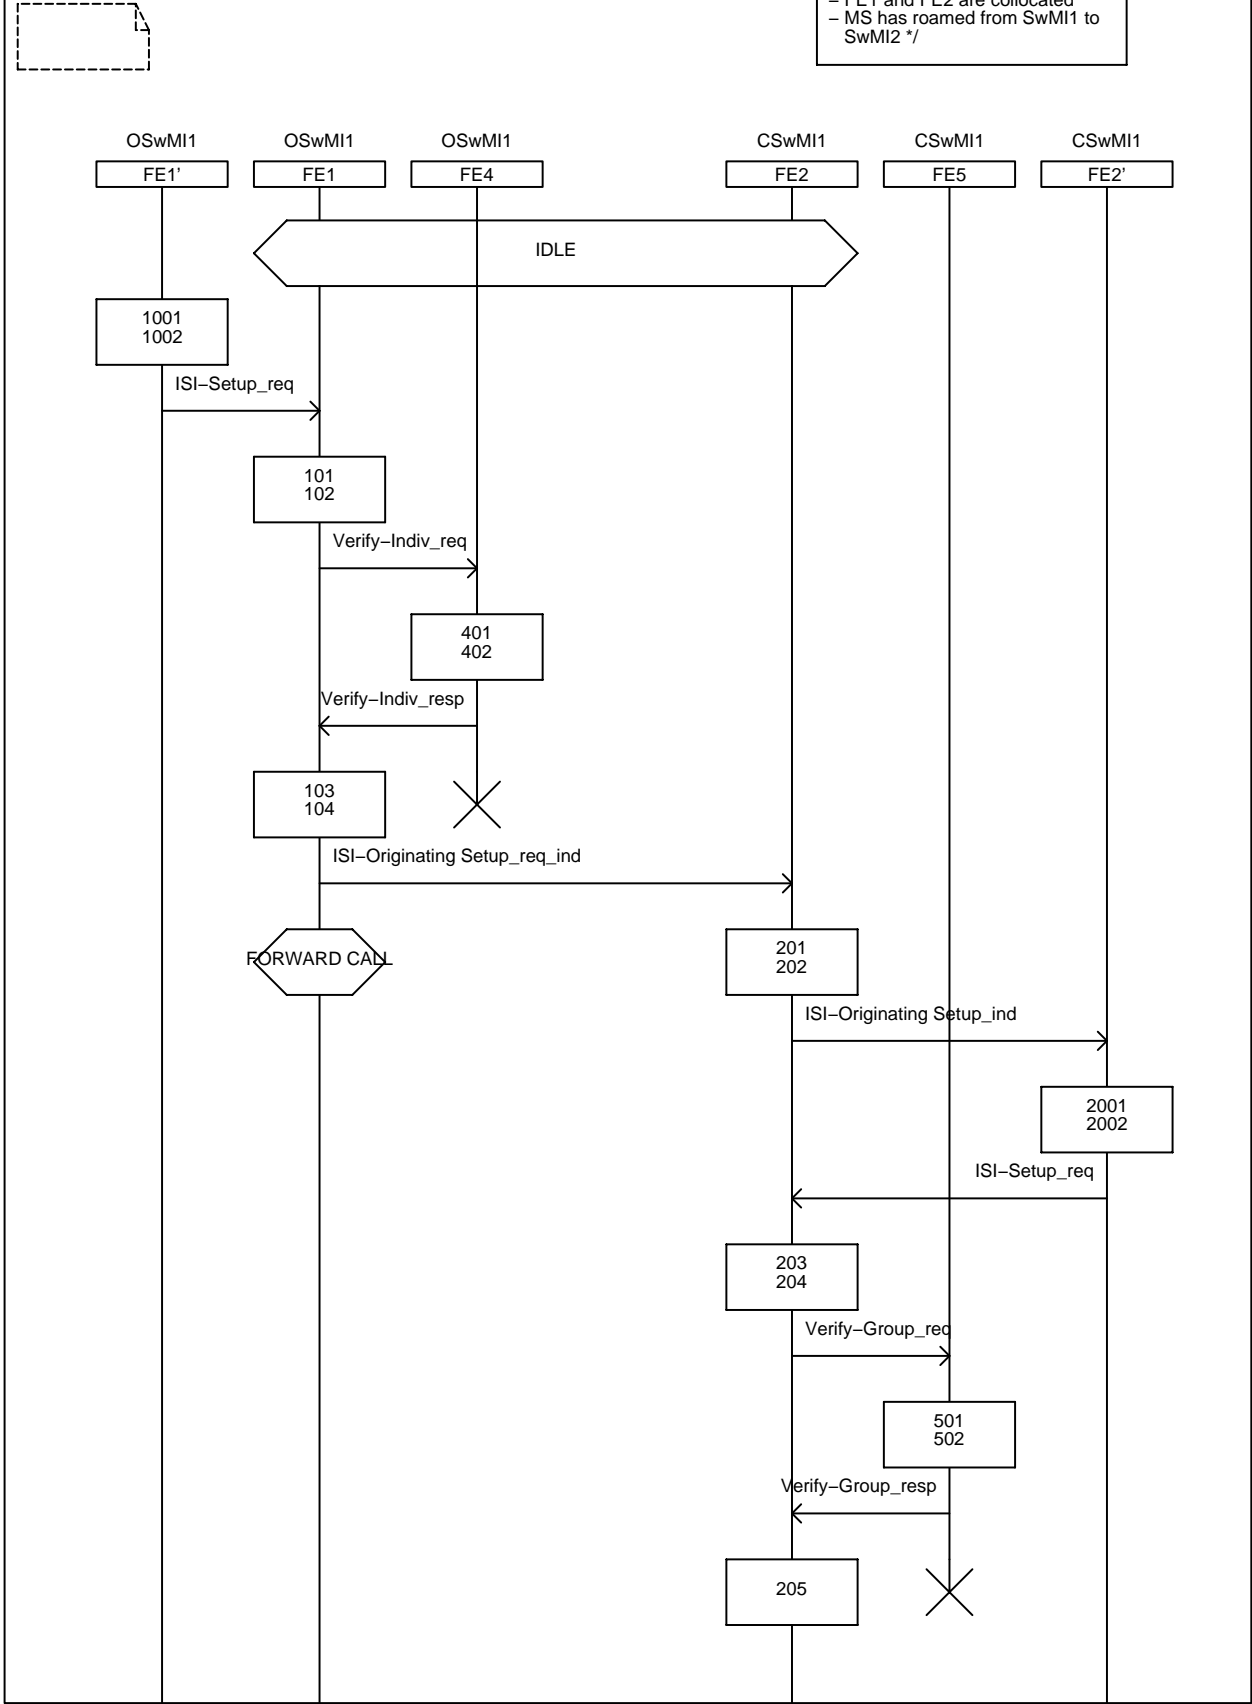 – FE1 and FE2 are collocated
– MS has roamed from SwMI1 to
SwMI2 */
OSwMI1 OSwMI1 OSwMI1 CSwMI1 CSwMI1 CSwMI1
FE1' FE1 FE4 FE2 FE5 FE2'
IDLE
1001
1002
ISI–Setup_req
101
102
Verify–Indiv_req
401
402
Verify–Indiv_resp
103
104
ISI–Originating Setup_req_ind
FORWARD CALL
201
202
ISI–Originating Setup_ind
2001
2002
ISI–Setup_req
203
204
Verify–Group_req
501
502
Verify–Group_resp
205